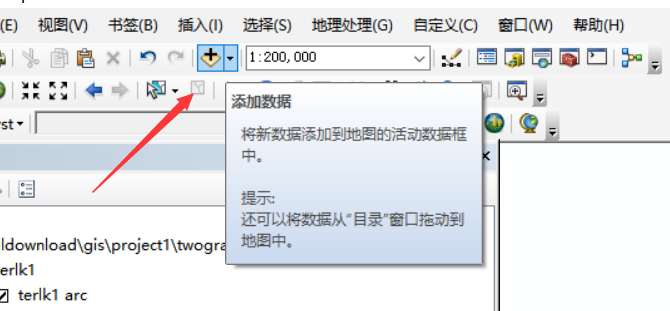 (E) 视图(V) 书签(B) 插入(I) 选择(S) 地理处理(G) 自定义(C) 窗口(W) 帮助(H)
1:200,000
添加数据
st
将新数据添加到地图的活动数据框
中。
提示:
还可以将数据从"目录"窗口拖动到
地图中。
ldownload\gis\project1\twogra
erlk1
terlk1 arc